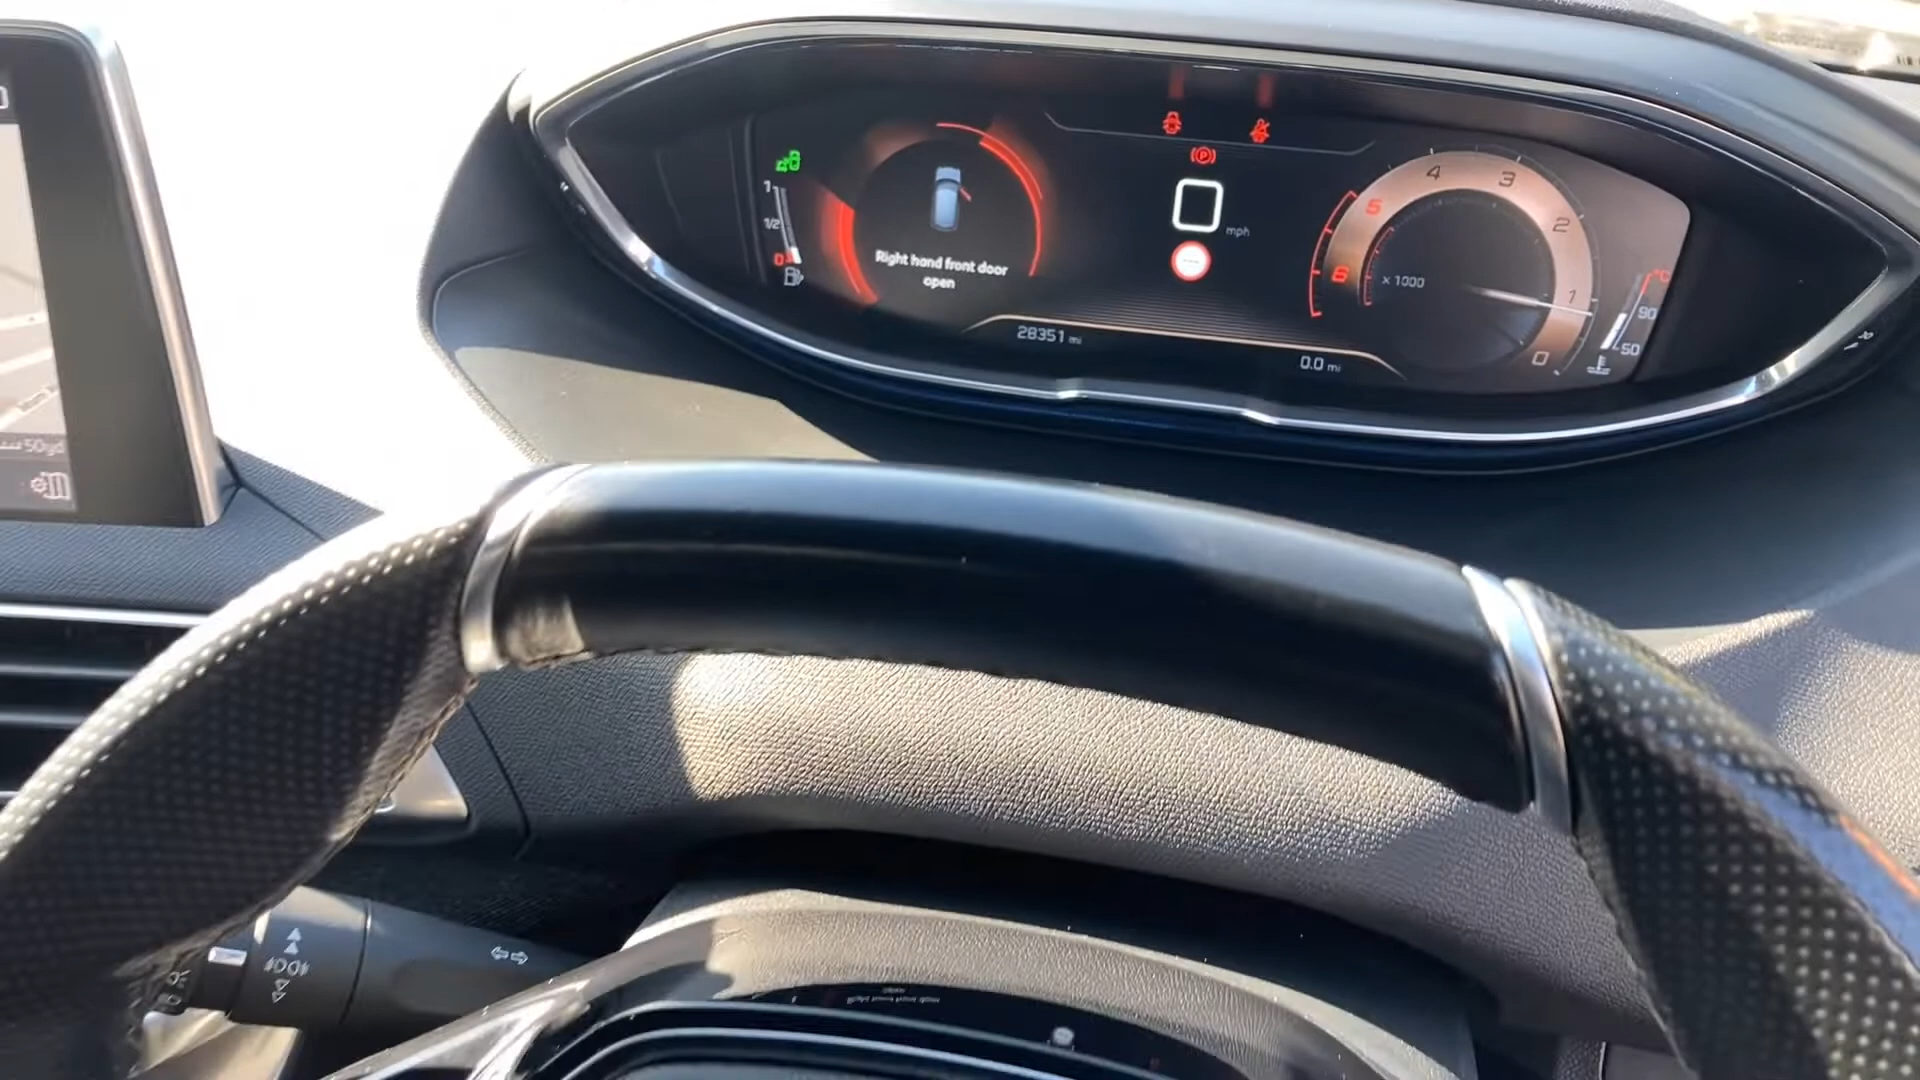 1
1/2
0
Right hand front door
open
28351 mi
P
0
mph
0.0 mi
6
5
4
3
2
1
0
x 1000
°C
90
50
50yd